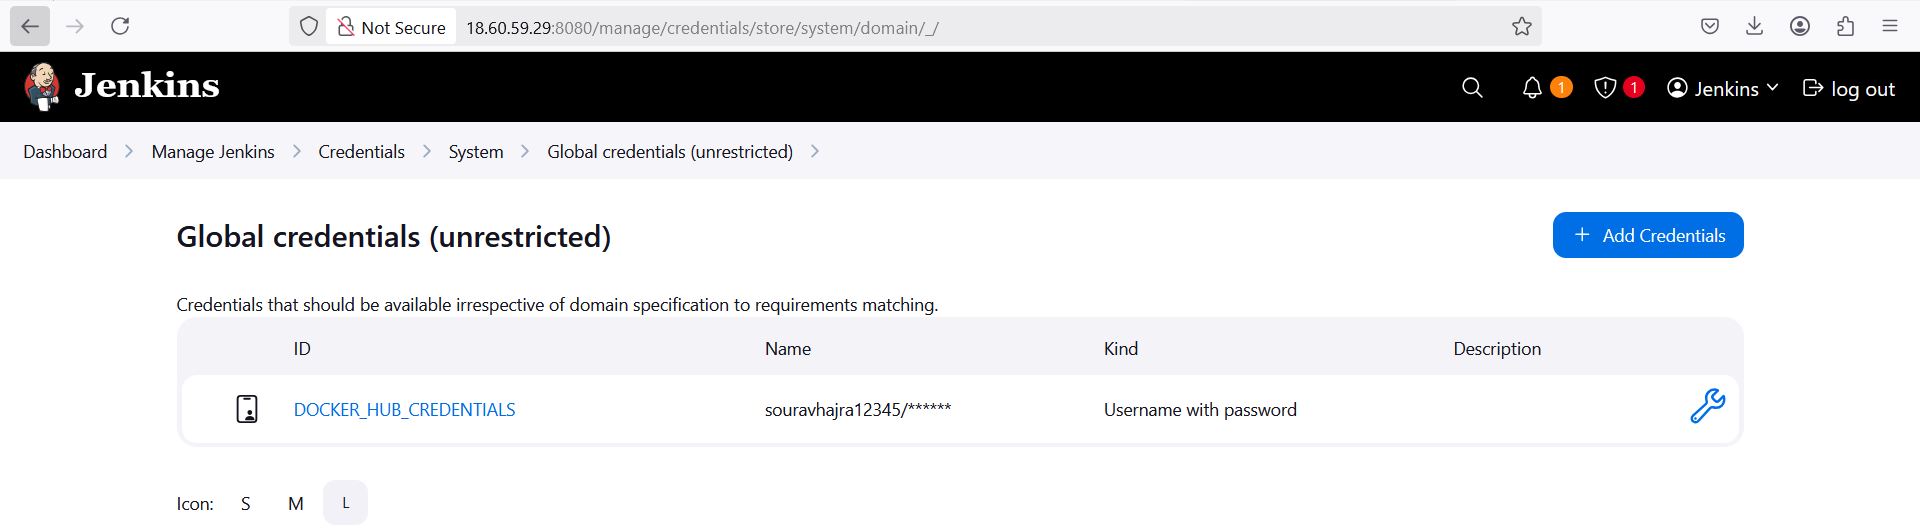 Not Secure 18.60.59.29:8080/manage/credentials/store/system/domain/_/
Jenkins 1 1 Jenkins log out
Dashboard Manage Jenkins Credentials System Global credentials (unrestricted)
Global credentials (unrestricted) + Add Credentials
Credentials that should be available irrespective of domain specification to requirements matching.
ID Name Kind Description
DOCKER_HUB_CREDENTIALS souravhajra12345/****** Username with password
Icon: S M L